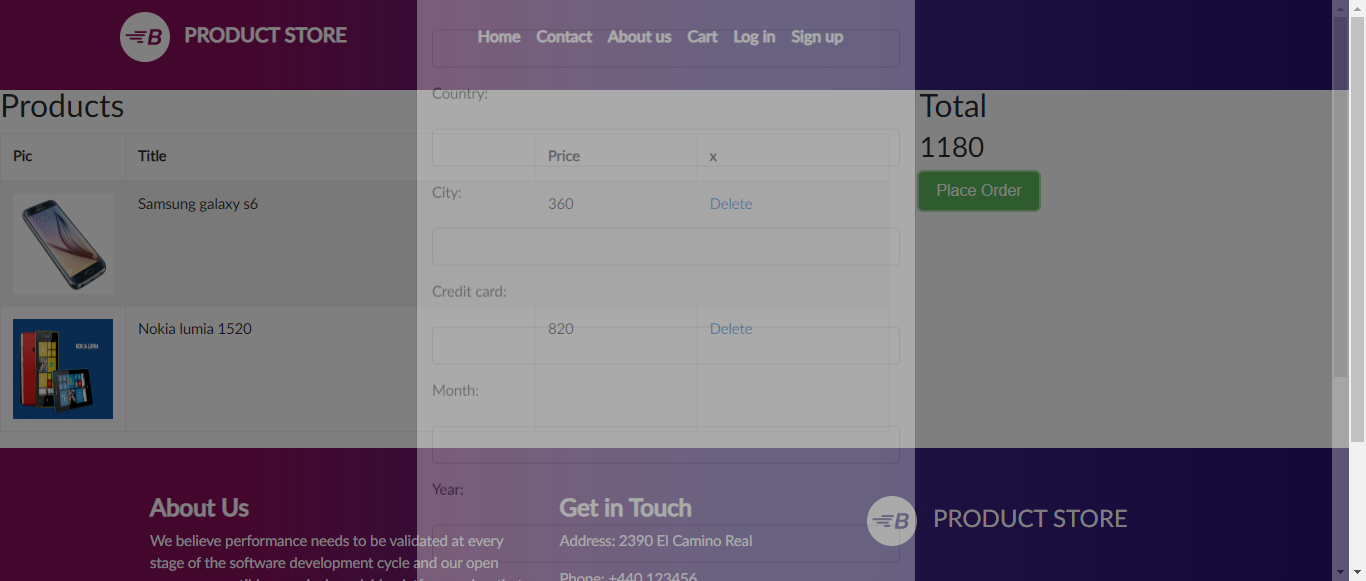 B PRODUCT STORE
Home Contact About us Cart Log in Sign up
Products
Total
Country:
1180
Pic Title Price x
Place Order
City:
Samsung galaxy s6 360 Delete
Credit card:
Nokia lumia 1520 820 Delete
NOKIA LUMIA
Month:
Year:
About Us
We believe performance needs to be validated at every
stage of the software development cycle and our open
Get in Touch
Address: 2390 El Camino Real
Phone: +440 123456
B PRODUCT STORE